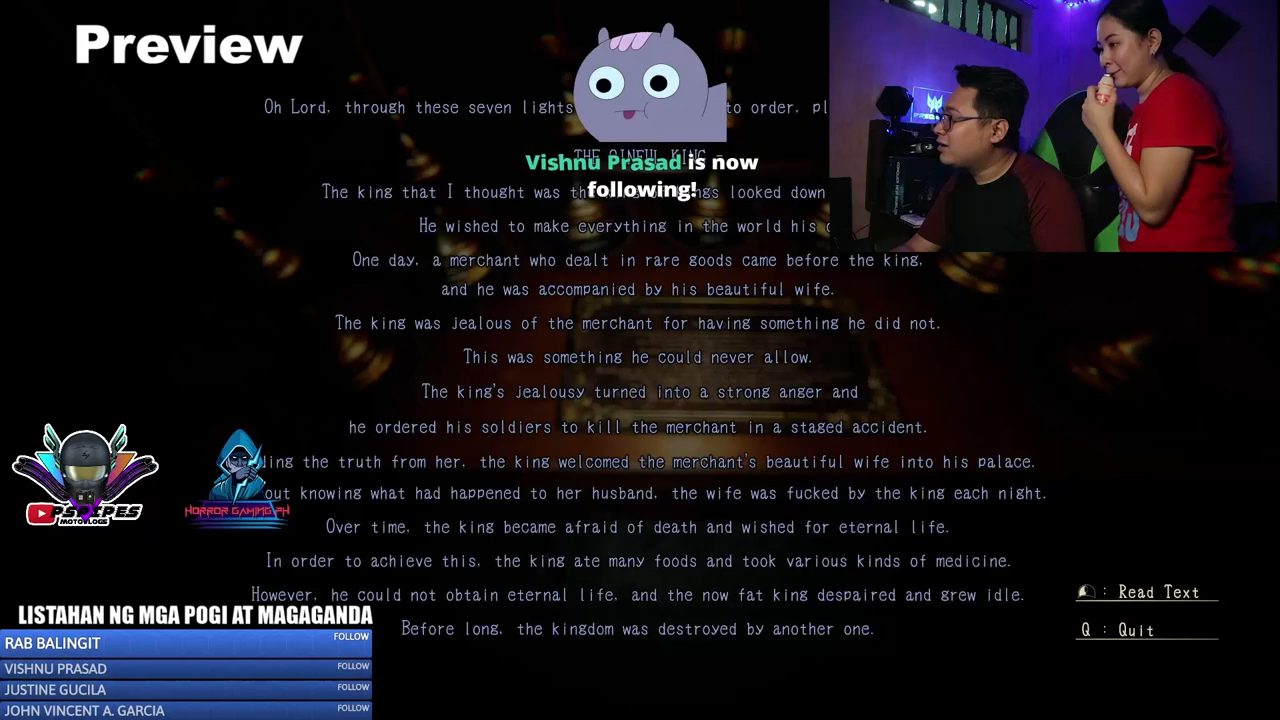 Preview
Oh Lord, through these seven lights to order, pl
THE SINFUL KING
Vishnu Prasad is now
following!
The king that I thought was th looked down
He wished to make everything in the world his
One day, a merchant who dealt in rare goods came before the king,
and he was accompanied by his beautiful wife.
The king was jealous of the merchant for having something he did not.
This was something he could never allow.
The king's jealousy turned into a strong anger and
he ordered his soldiers to kill the merchant in a staged accident.
ding the truth from her, the king welcomed the merchant's beautiful wife into his palace.
out knowing what had happened to her husband, the wife was fucked by the king each night.
Over time, the king became afraid of death and wished for eternal life.
In order to achieve this, the king ate many foods and took various kinds of medicine.
However, he could not obtain eternal life, and the now fat king despaired and grew idle.
Before long, the kingdom was destroyed by another one.
: Read Text
Q : Quit
MOTOVLOGS
HORROR GAMING PH
LISTAHAN NG MGA POGI AT MAGAGANDA
RAB BALINGIT FOLLOW
VISHNU PRASAD FOLLOW
JUSTINE GUCILA FOLLOW
JOHN VINCENT A. GARCIA FOLLOW